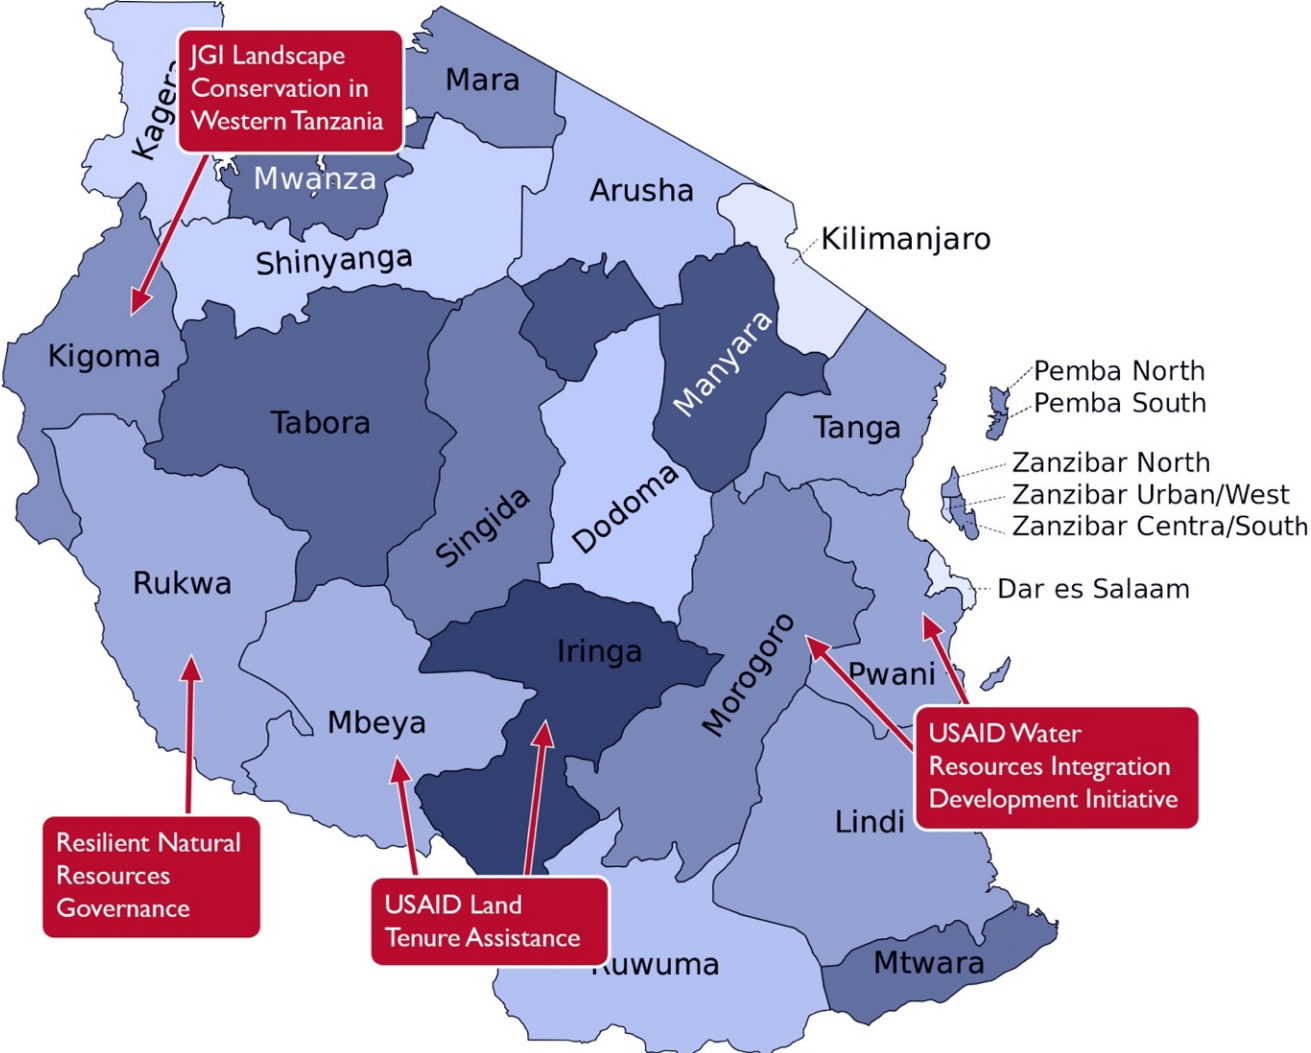 JGI Landscape
Conservation in
Western Tanzania
Mara
Kagera
Mwanza
Arusha
Kilimanjaro
Shinyanga
Kigoma
Manyara
Pemba North
Pemba South
Tabora
Tanga
Zanzibar North
Zanzibar Urban/West
Zanzibar Centra/South
Singida
Dodoma
Rukwa
Dar es Salaam
Iringa
Morogoro
Pwani
Mbeya
USAID Water
Resources Integration
Development Initiative
Lindi
Resilient Natural
Resources
Governance
USAID Land
Tenure Assistance
Ruwuma
Mtwara